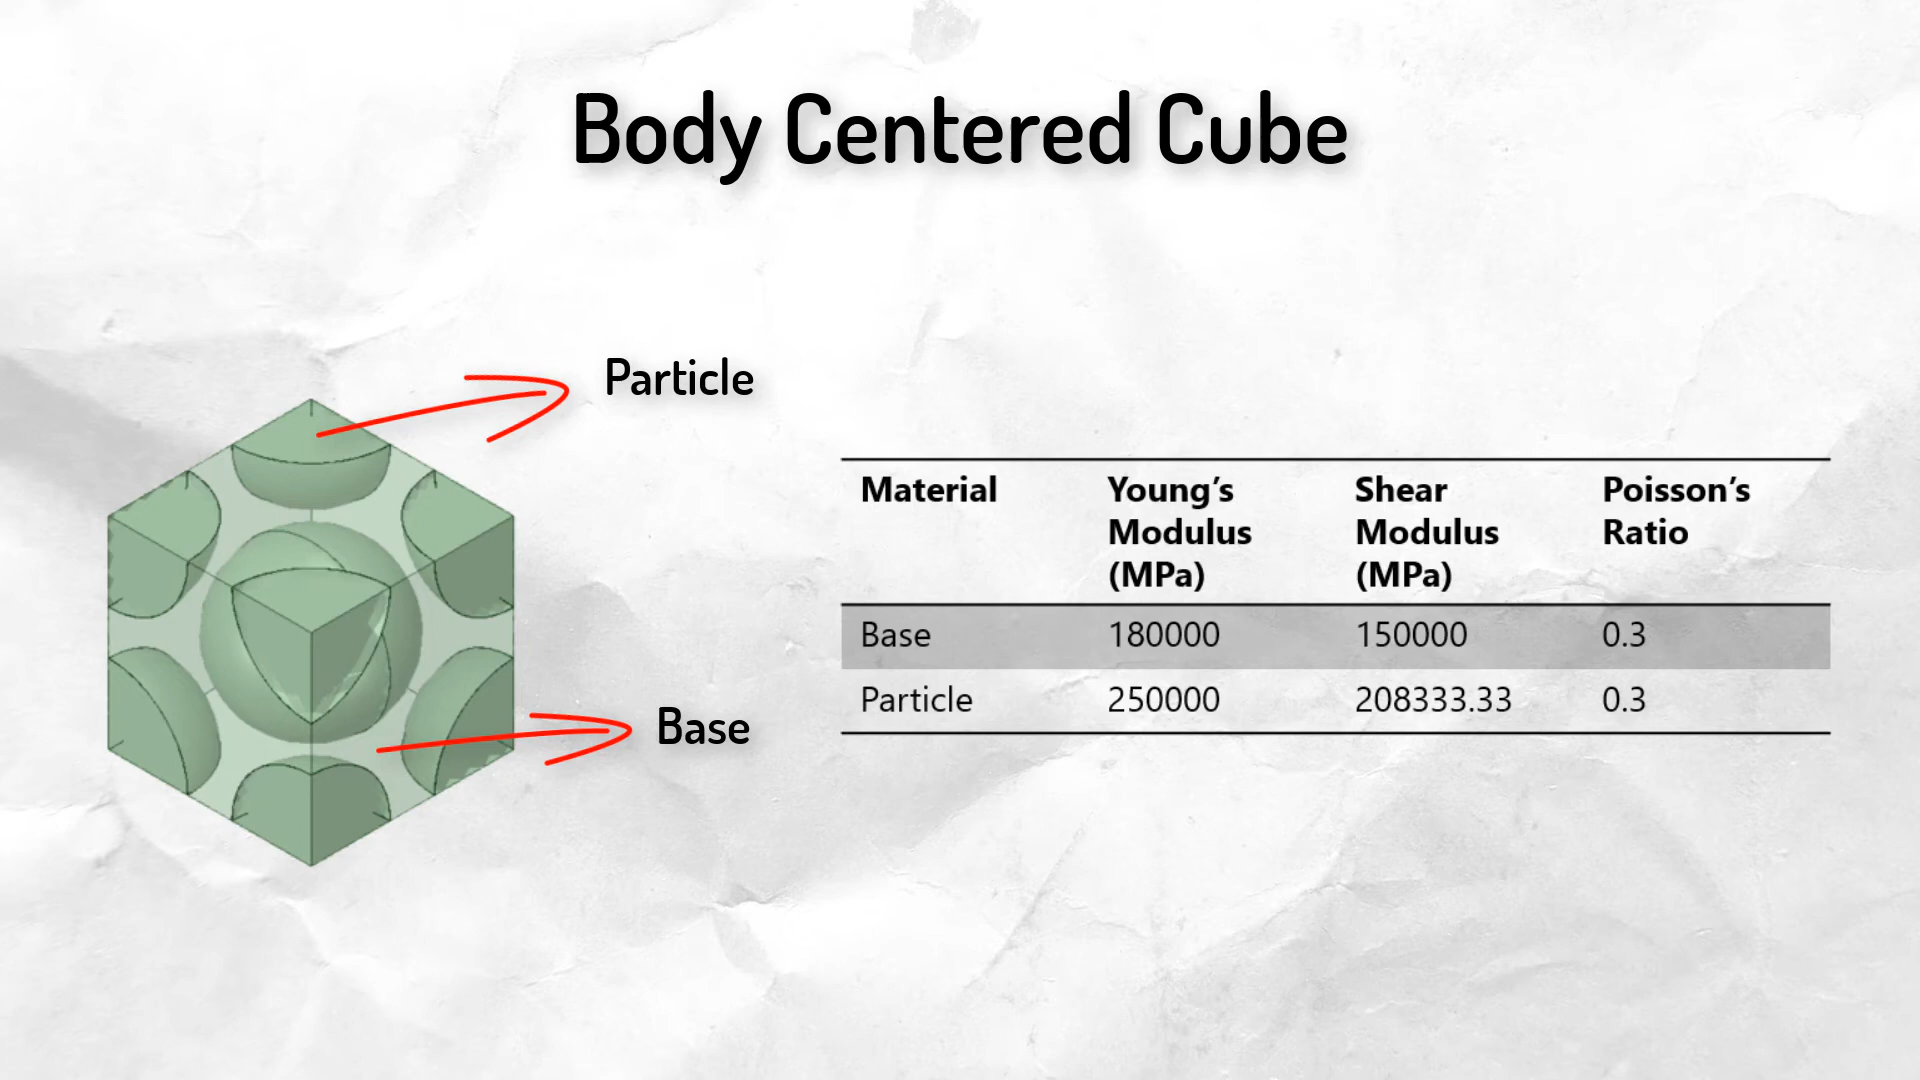 Body Centered Cube
Particle
Base
Material Young’s Modulus (MPa) Shear Modulus (MPa) Poisson’s Ratio
Base 180000 150000 0.3
Particle 250000 208333.33 0.3